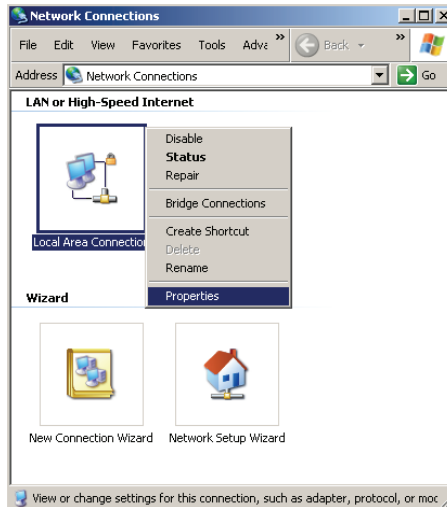 Network Connections
File Edit View Favorites Tools Adva » Back »
Address Network Connections Go
LAN or High-Speed Internet
Disable
Status
Repair
Bridge Connections
Create Shortcut
Delete
Rename
Properties
Local Area Connection
Wizard
New Connection Wizard Network Setup Wizard
View or change settings for this connection, such as adapter, protocol, or moc